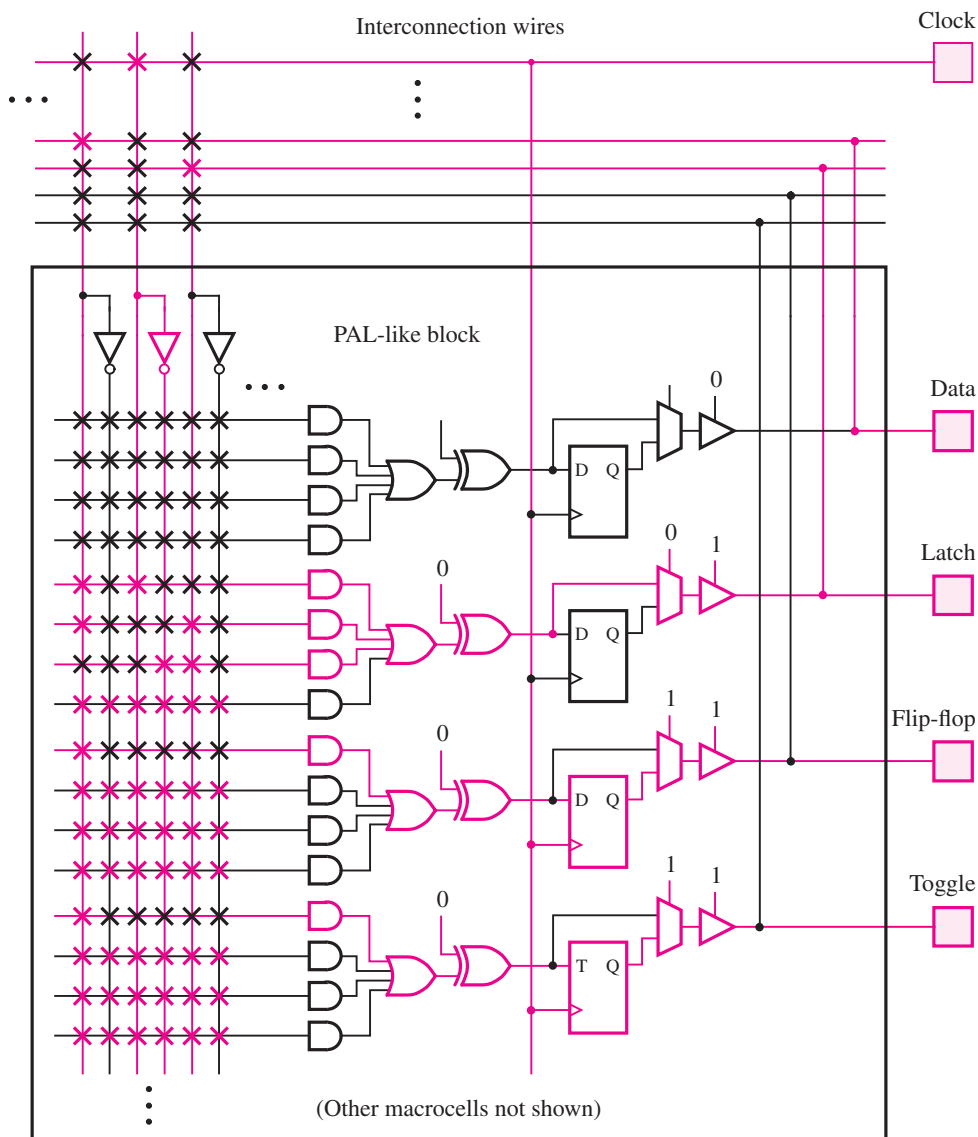 Interconnection wires
Clock
PAL-like block
0
Data
D Q
0
0
1
Latch
D Q
0
1
1
Flip-flop
D Q
0
1
1
Toggle
T Q
(Other macrocells not shown)